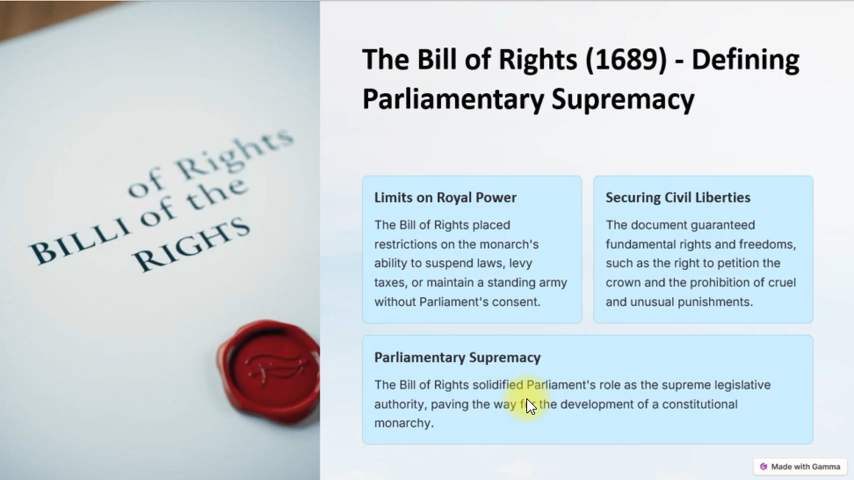 of Rights
BILLI of the
RIGHS
The Bill of Rights (1689) - Defining
Parliamentary Supremacy
Limits on Royal Power
The Bill of Rights placed
restrictions on the monarch's
ability to suspend laws, levy
taxes, or maintain a standing army
without Parliament's consent.
Securing Civil Liberties
The document guaranteed
fundamental rights and freedoms,
such as the right to petition the
crown and the prohibition of cruel
and unusual punishments.
Parliamentary Supremacy
The Bill of Rights solidified Parliament's role as the supreme legislative
authority, paving the way for the development of a constitutional
monarchy.
Made with Gamma